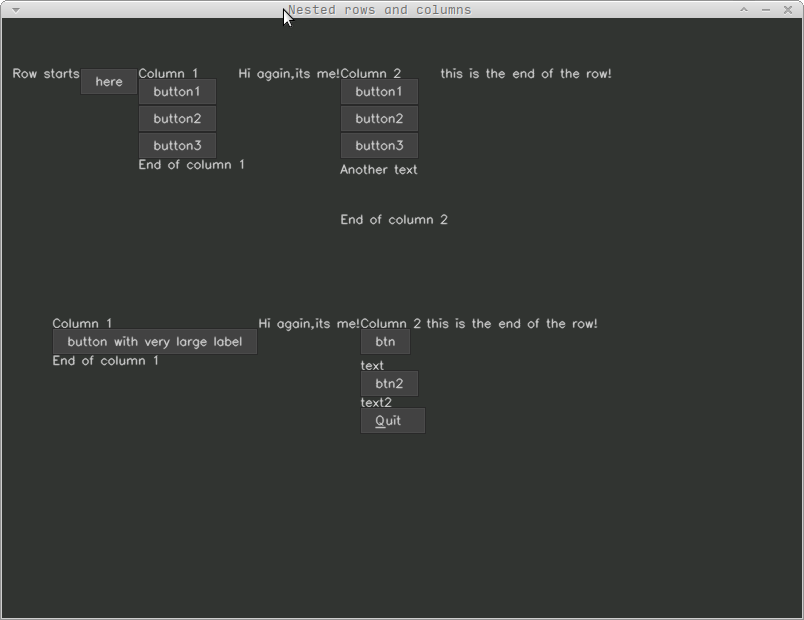 Nested rows and columns
Row starts here Column 1 Hi again,its me!Column 2 this is the end of the row!
button1 button1
button2 button2
button3 button3
End of column 1 Another text
End of column 2
Column 1 Hi again,its me!Column 2 this is the end of the row!
button with very large label btn
End of column 1 text
btn2
text2
Quit